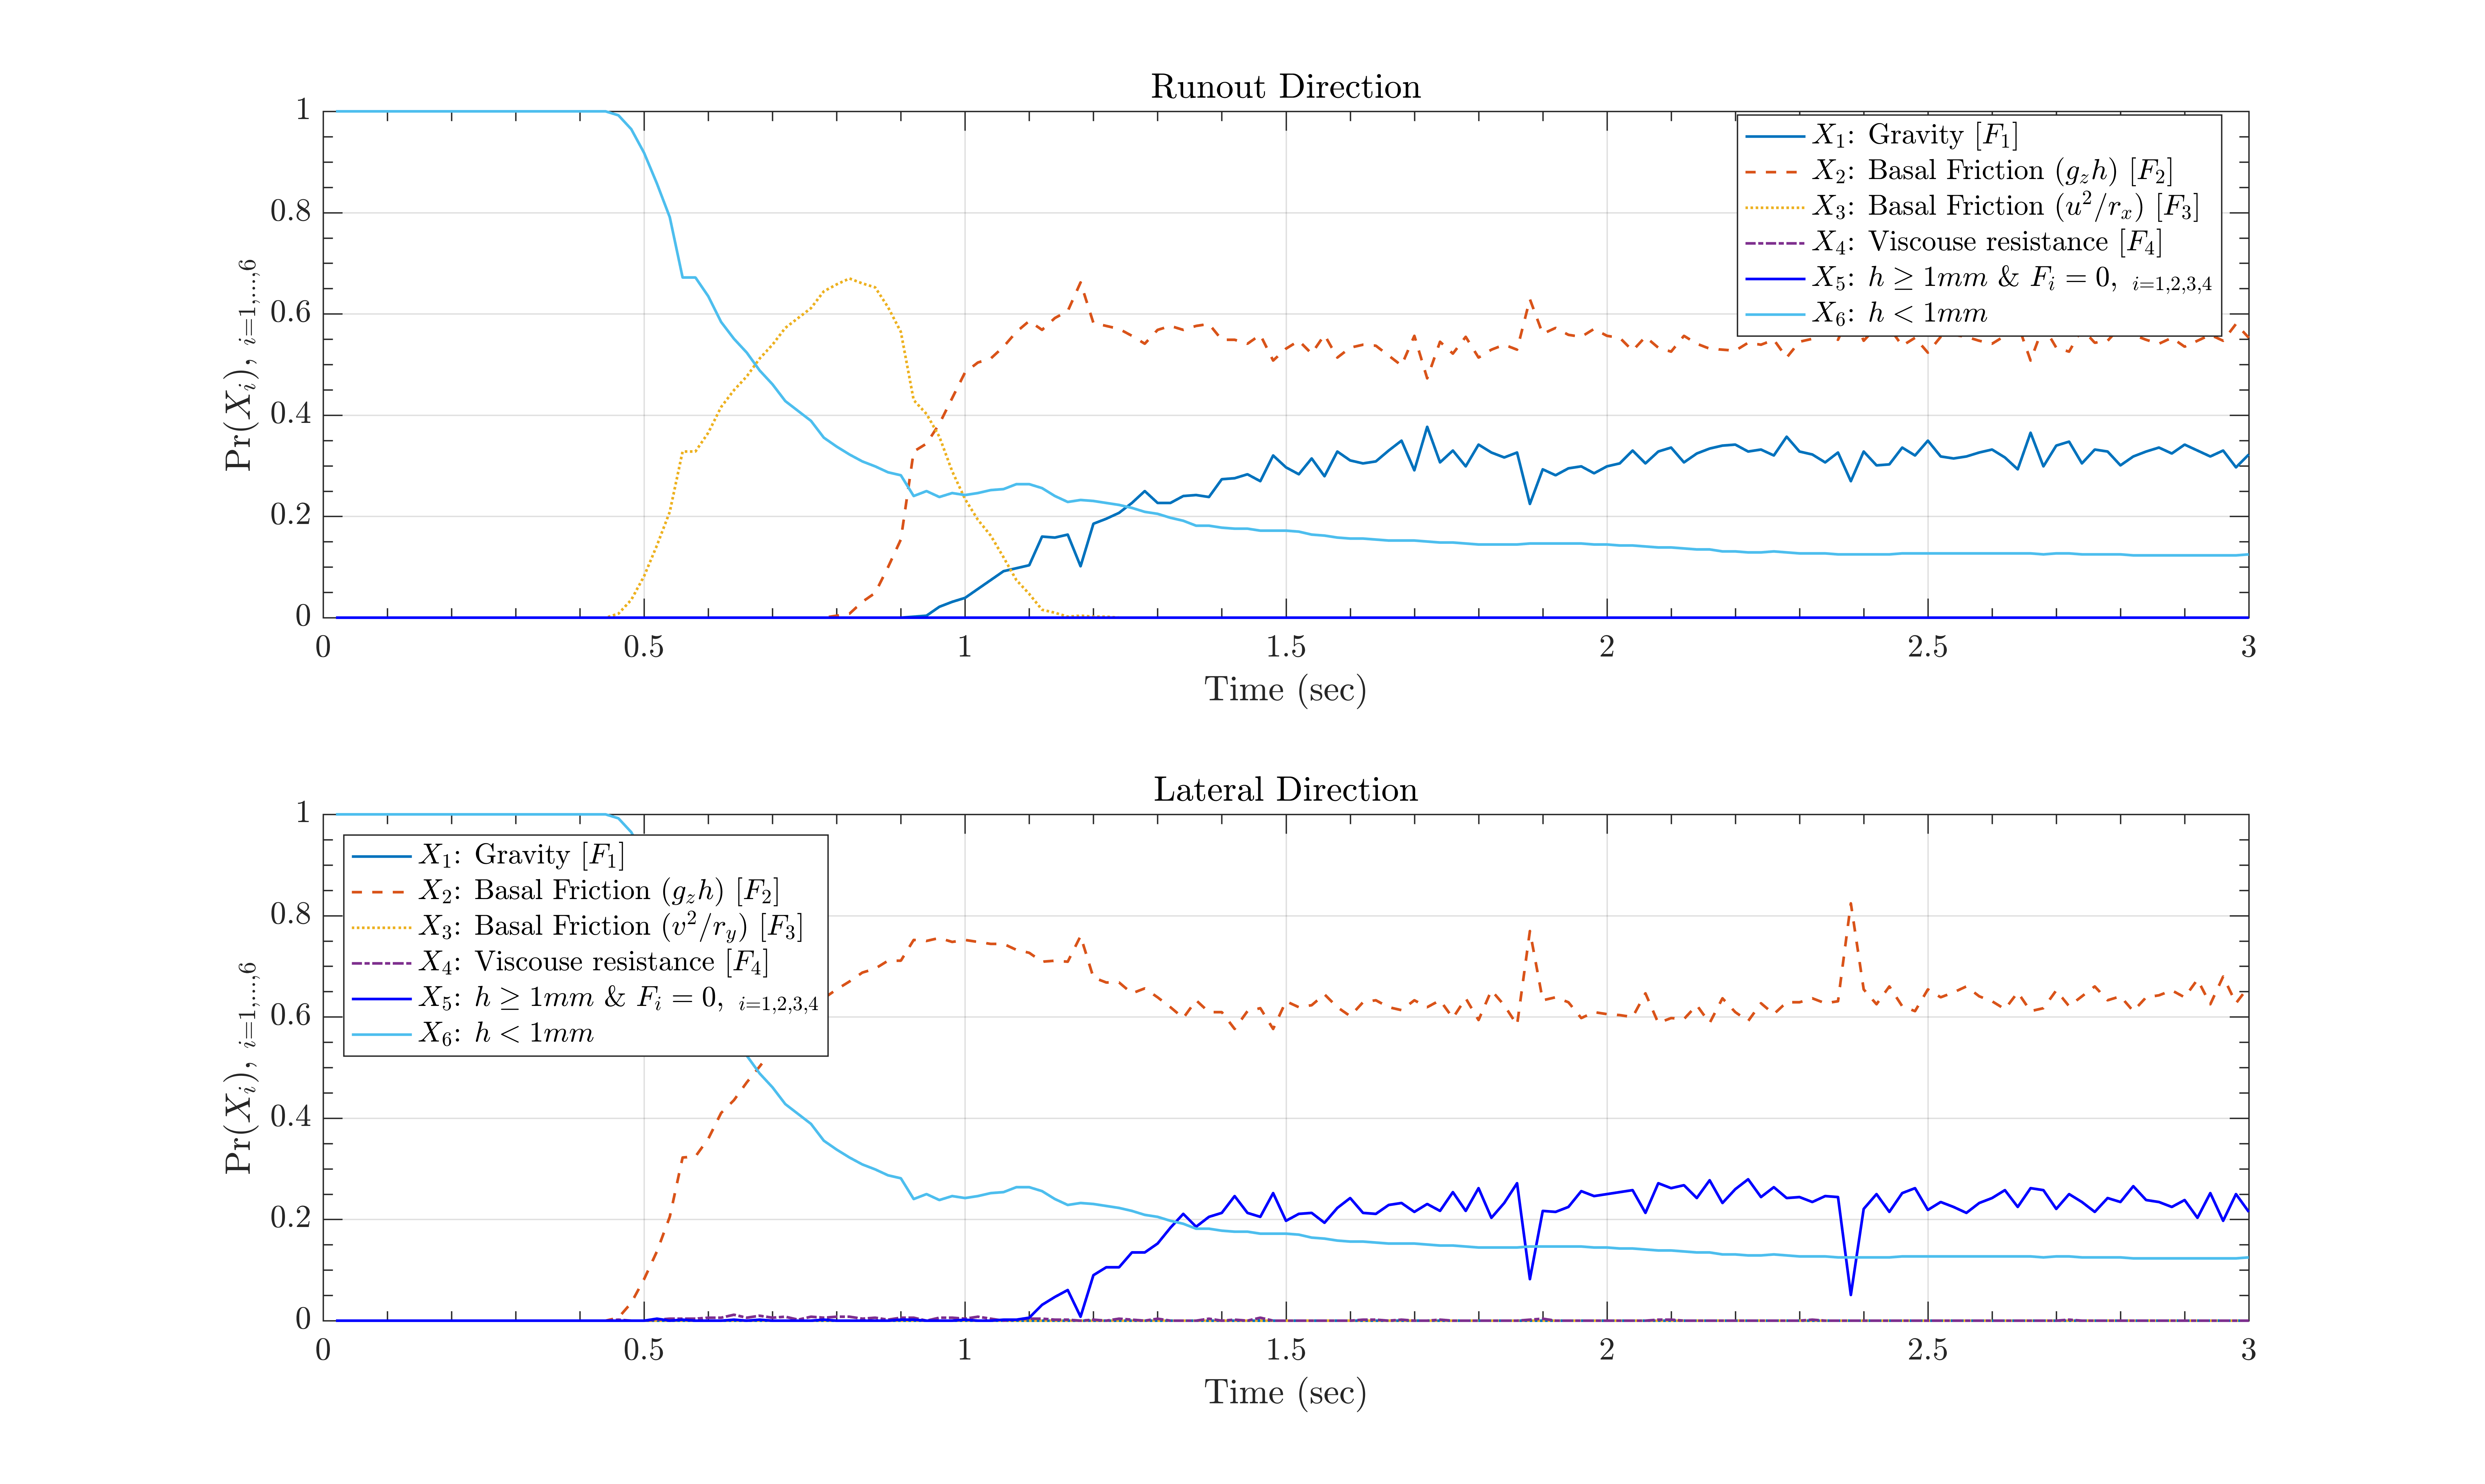 Runout Direction
1
0.8
0.6
0.4
0.2
0
Pr(X_i), i=1,...,6
X_1: Gravity [F_1]
X_2: Basal Friction (g_z h) [F_2]
X_3: Basal Friction (u^2/r_x) [F_3]
X_4: Viscouse resistance [F_4]
X_5: h ≥ 1mm & F_i = 0, i=1,2,3,4
X_6: h < 1mm
0 0.5 1 1.5 2 2.5 3
Time (sec)
Lateral Direction
1
0.8
0.6
0.4
0.2
0
Pr(X_i), i=1,...,6
X_1: Gravity [F_1]
X_2: Basal Friction (g_z h) [F_2]
X_3: Basal Friction (v^2/r_y) [F_3]
X_4: Viscouse resistance [F_4]
X_5: h ≥ 1mm & F_i = 0, i=1,2,3,4
X_6: h < 1mm
0 0.5 1 1.5 2 2.5 3
Time (sec)